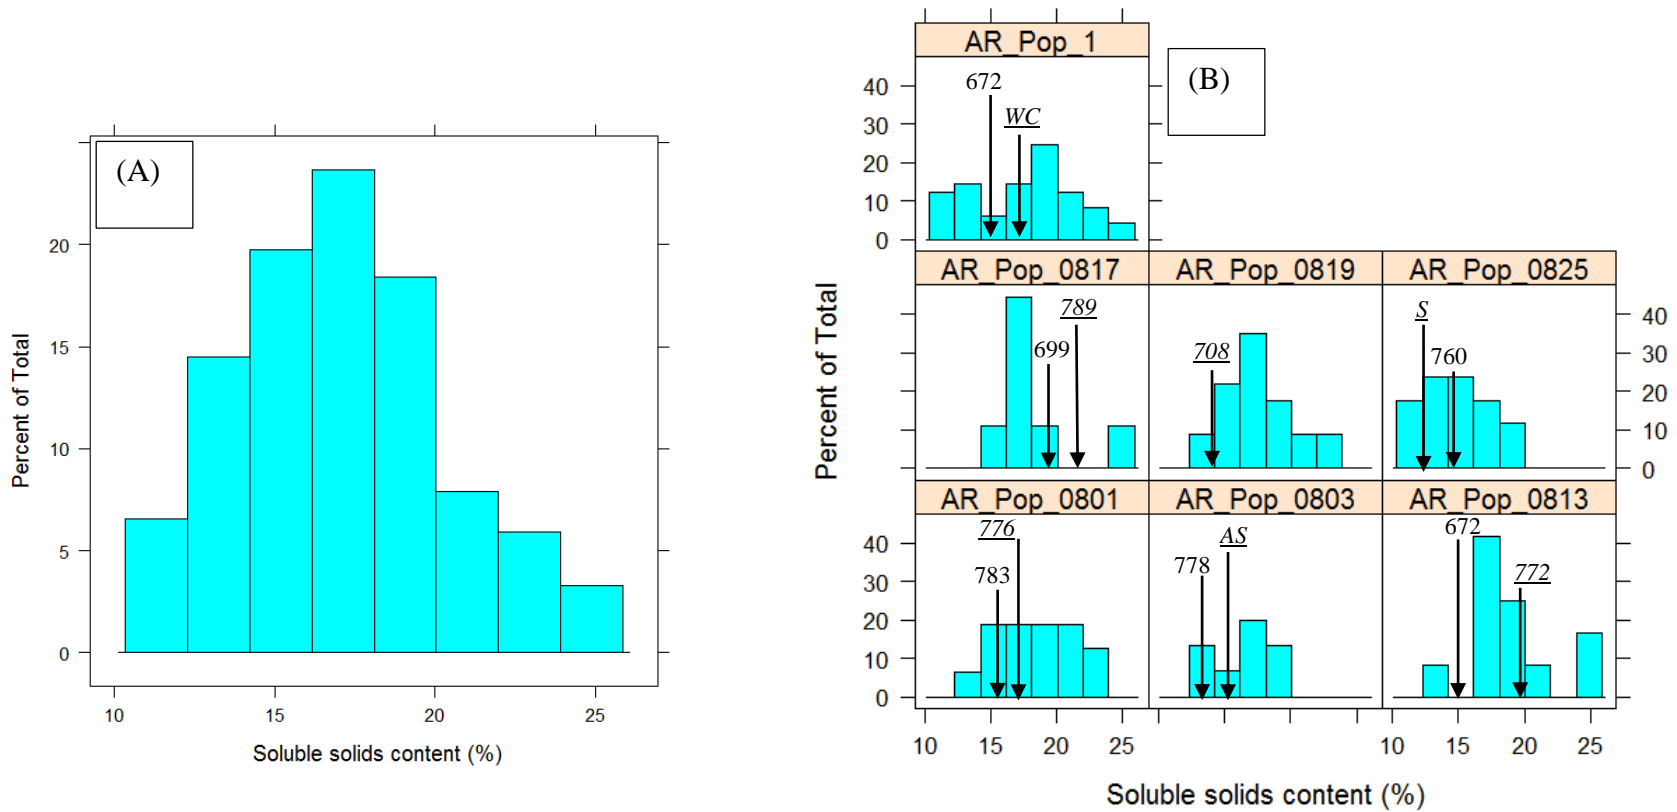 (A)
Percent of Total
20
15
10
5
0
10 15 20 25
Soluble solids content (%)
(B)
AR_Pop_1
672
WC
40
30
20
10
0
AR_Pop_0817 AR_Pop_0819 AR_Pop_0825
789
699
708
S
760
40
30
20
10
0
Percent of Total
AR_Pop_0801 AR_Pop_0803 AR_Pop_0813
776
783
778
AS
672
772
40
30
20
10
0
10 15 20 25
10 15 20 25
Soluble solids content (%)